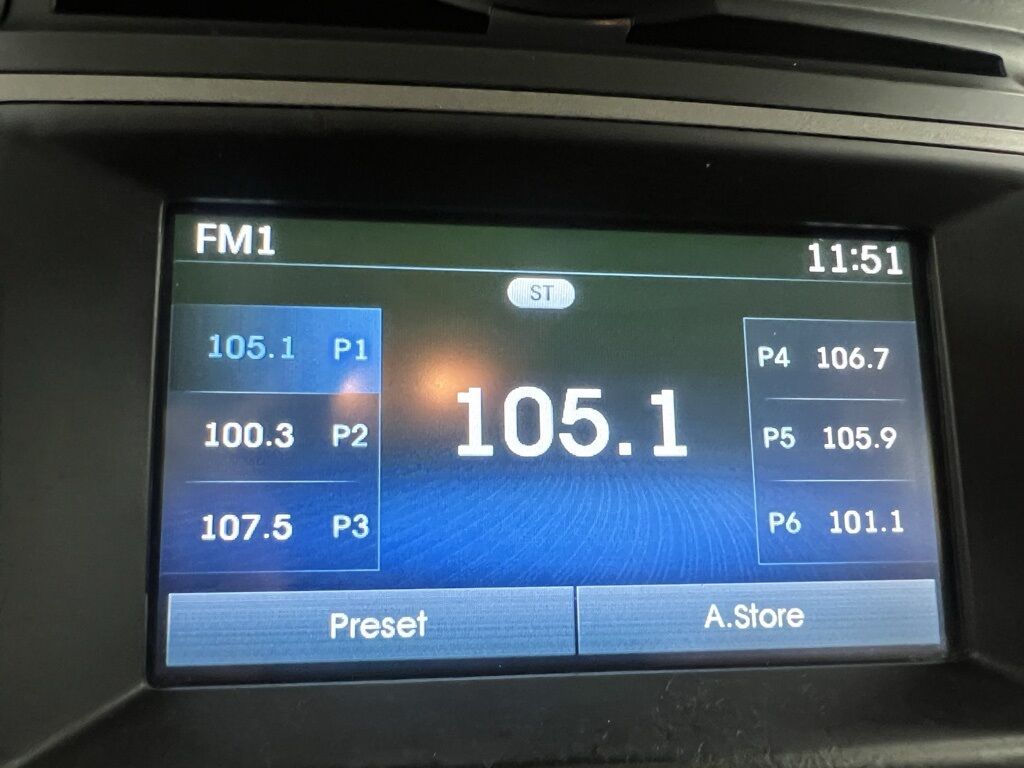 FM1
11:51
ST
105.1 P1
100.3 P2
107.5 P3
105.1
P4 106.7
P5 105.9
P6 101.1
Preset
A.Store